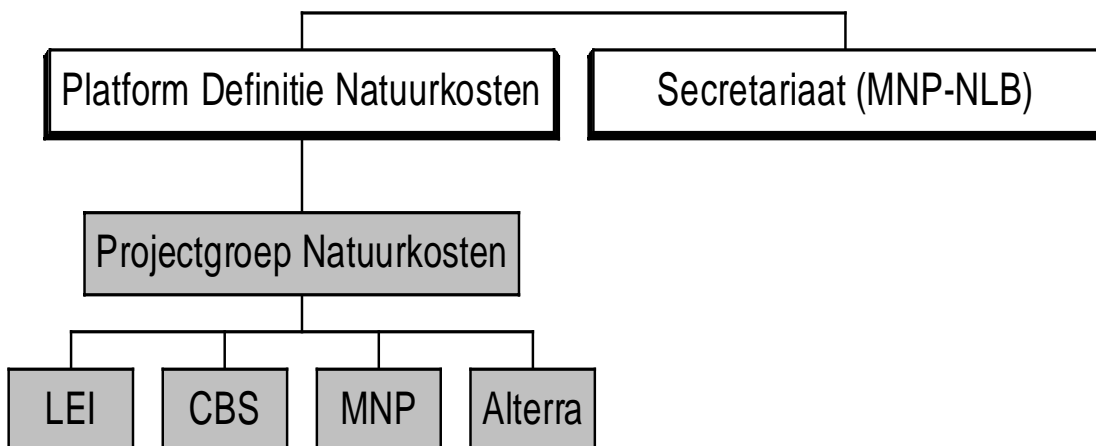 Platform Definitie Natuurkosten
Secretariaat (MNP-NLB)
Projectgroep Natuurkosten
LEI
CBS
MNP
Alterra